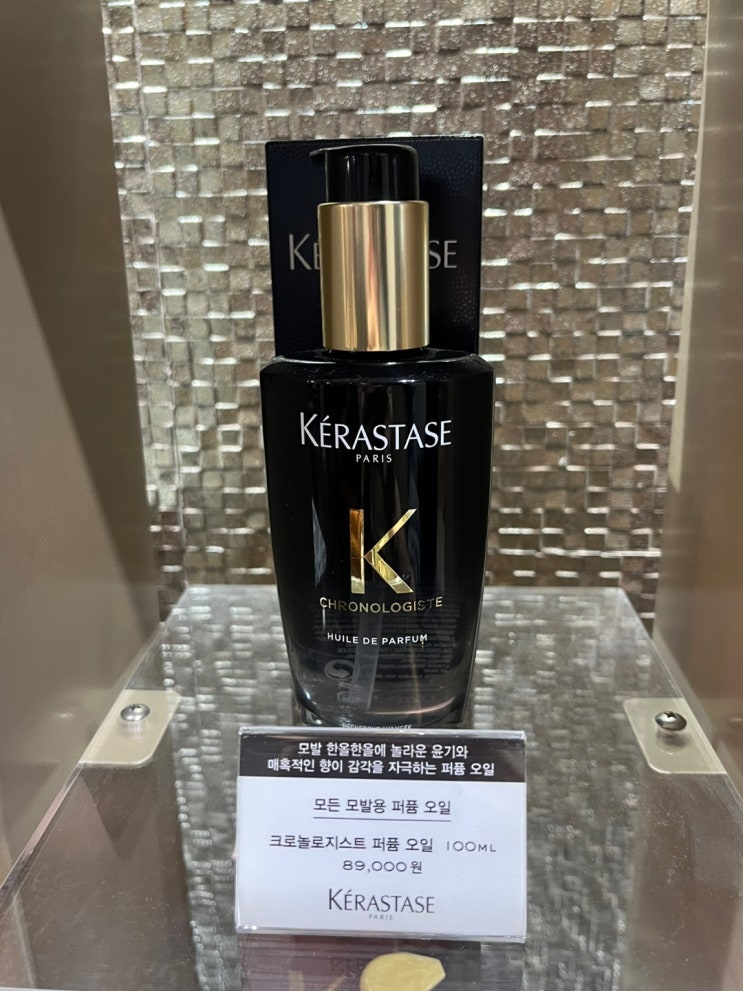 KÉRASTASE
KÉRASTASE
PARIS
K
CHRONOLOGISTE
HUILE DE PARFUM
모발 한올한올에 놀라운 윤기와
매혹적인 향이 감각을 자극하는 퍼퓸 오일
모든 모발용 퍼퓸 오일
크로놀로지스트 퍼퓸 오일 100ML
89,000원
KÉRASTASE
PARIS